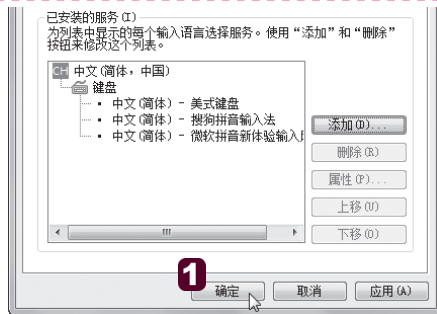 已安装的服务(I)
为列表中显示的每个输入语言选择服务。使用“添加”和“删除”
按钮来修改这个列表。
CH 中文(简体，中国)
键盘
• 中文(简体) - 美式键盘
• 中文(简体) - 搜狗拼音输入法
• 中文(简体) - 微软拼音新体验输入
添加(D)...
删除(R)
属性(P)...
上移(U)
下移(O)
1
确定
取消
应用(A)